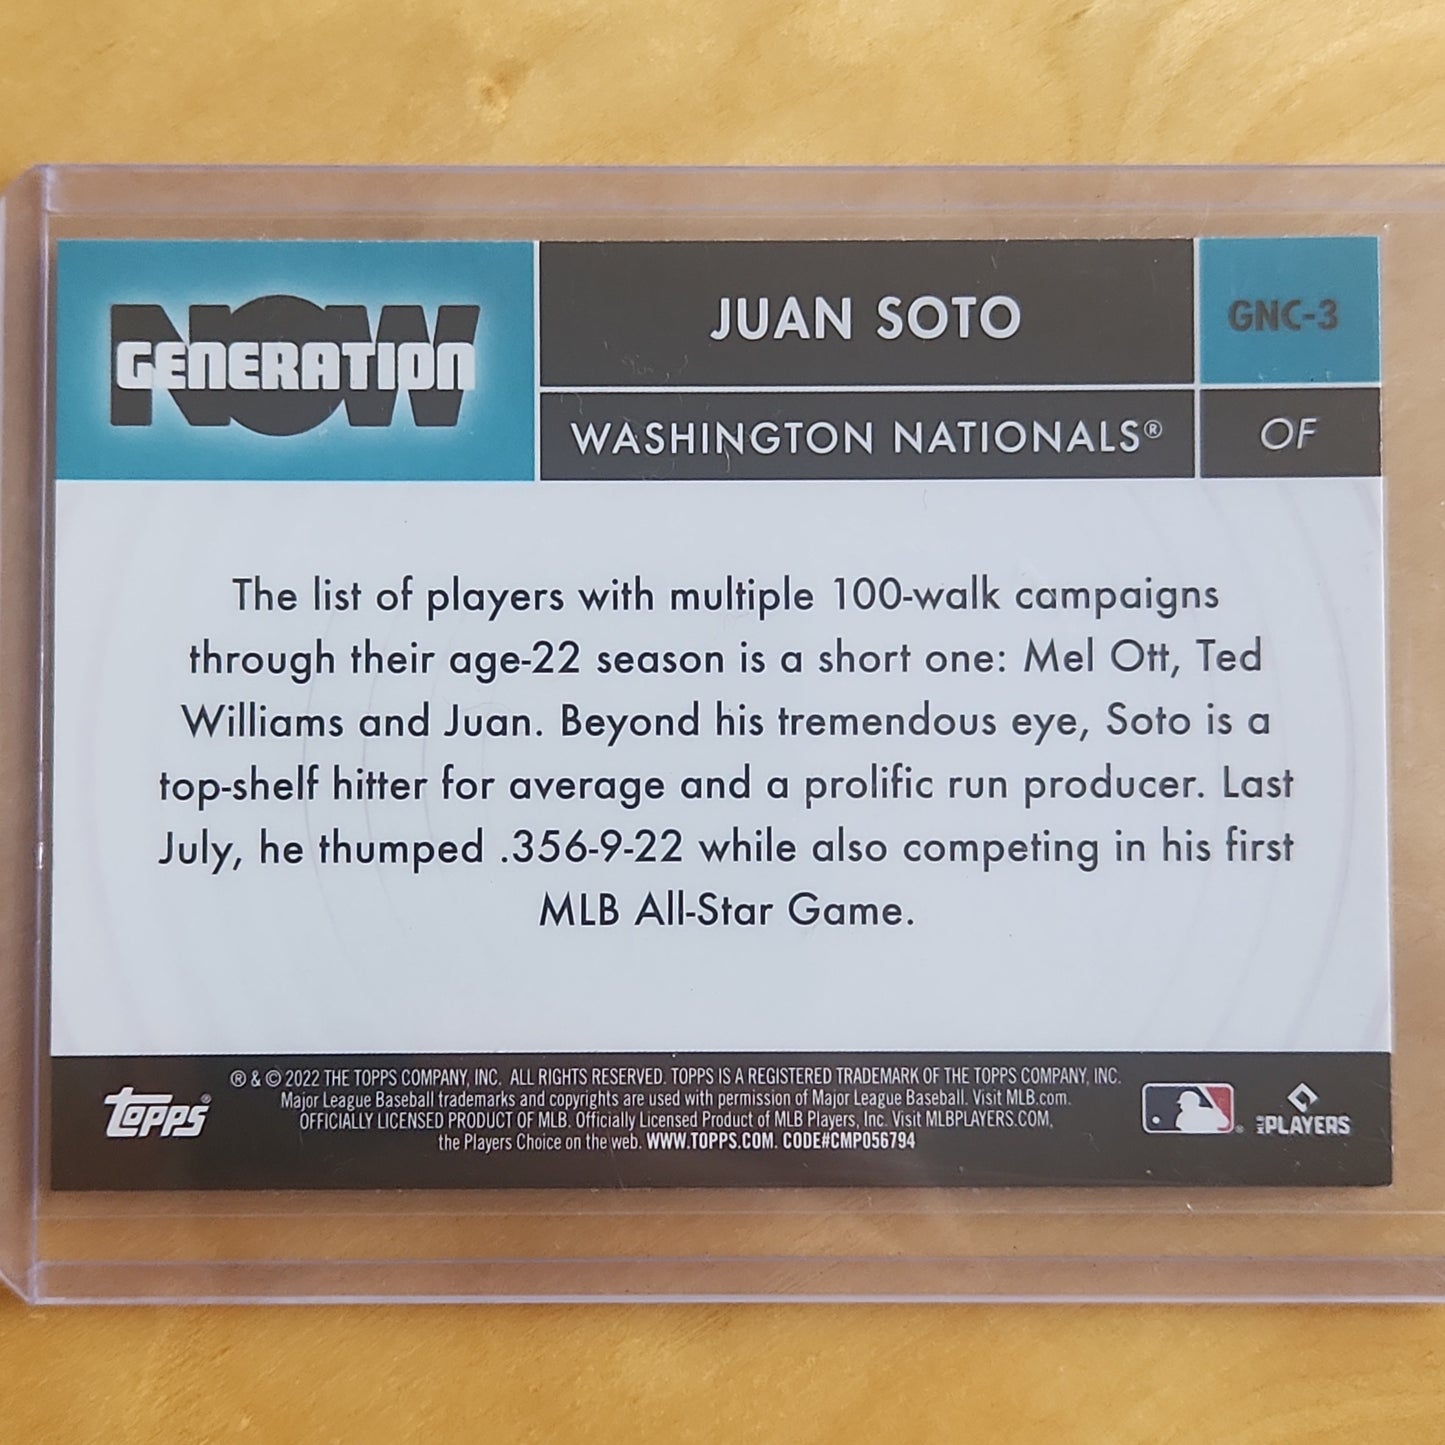 NOW
GENERATION
JUAN SOTO
GNC-3
WASHINGTON NATIONALS®
OF
The list of players with multiple 100-walk campaigns
through their age-22 season is a short one: Mel Ott, Ted
Williams and Juan. Beyond his tremendous eye, Soto is a
top-shelf hitter for average and a prolific run producer. Last
July, he thumped .356-9-22 while also competing in his first
MLB All-Star Game.
topps®
® & © 2022 THE TOPPS COMPANY, INC. ALL RIGHTS RESERVED. TOPPS IS A REGISTERED TRADEMARK OF THE TOPPS COMPANY, INC.
Major League Baseball trademarks and copyrights are used with permission of Major League Baseball. Visit MLB.com.
OFFICIALLY LICENSED PRODUCT OF MLB. Officially Licensed Product of MLB Players, Inc. Visit MLBPLAYERS.COM,
the Players Choice on the web. WWW.TOPPS.COM. CODE#CMP056794
MLB PLAYERS